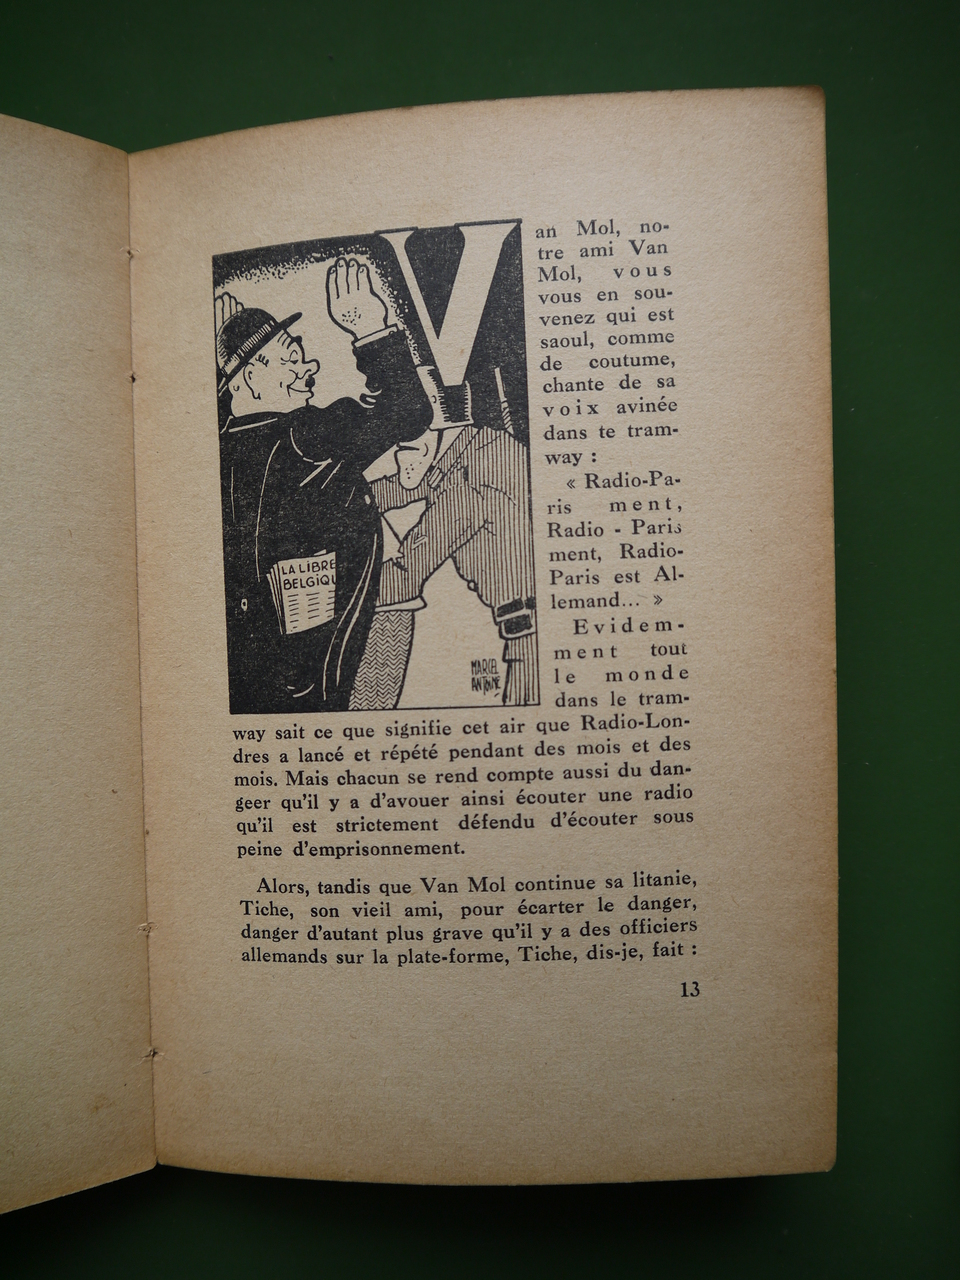 V
an Mol, no-
tre ami Van
Mol, vous
vous en sou-
venez qui est
saoul, comme
de coutume,
chante de sa
voix avinée
dans te tram-
way :
« Radio-Pa-
ris ment,
Radio - Paris
ment, Radio-
Paris est Al-
lemand... »
Evidem-
ment tout
le monde
dans le tram-
LA LIBRE
BELGIQU
MARCEL
ANTOINE
way sait ce que signifie cet air que Radio-Lon-
dres a lancé et répété pendant des mois et des
mois. Mais chacun se rend compte aussi du dan-
geer qu'il y a d'avouer ainsi écouter une radio
qu'il est strictement défendu d'écouter sous
peine d'emprisonnement.
Alors, tandis que Van Mol continue sa litanie,
Tiche, son vieil ami, pour écarter le danger,
danger d'autant plus grave qu'il y a des officiers
allemands sur la plate-forme, Tiche, dis-je, fait :
13